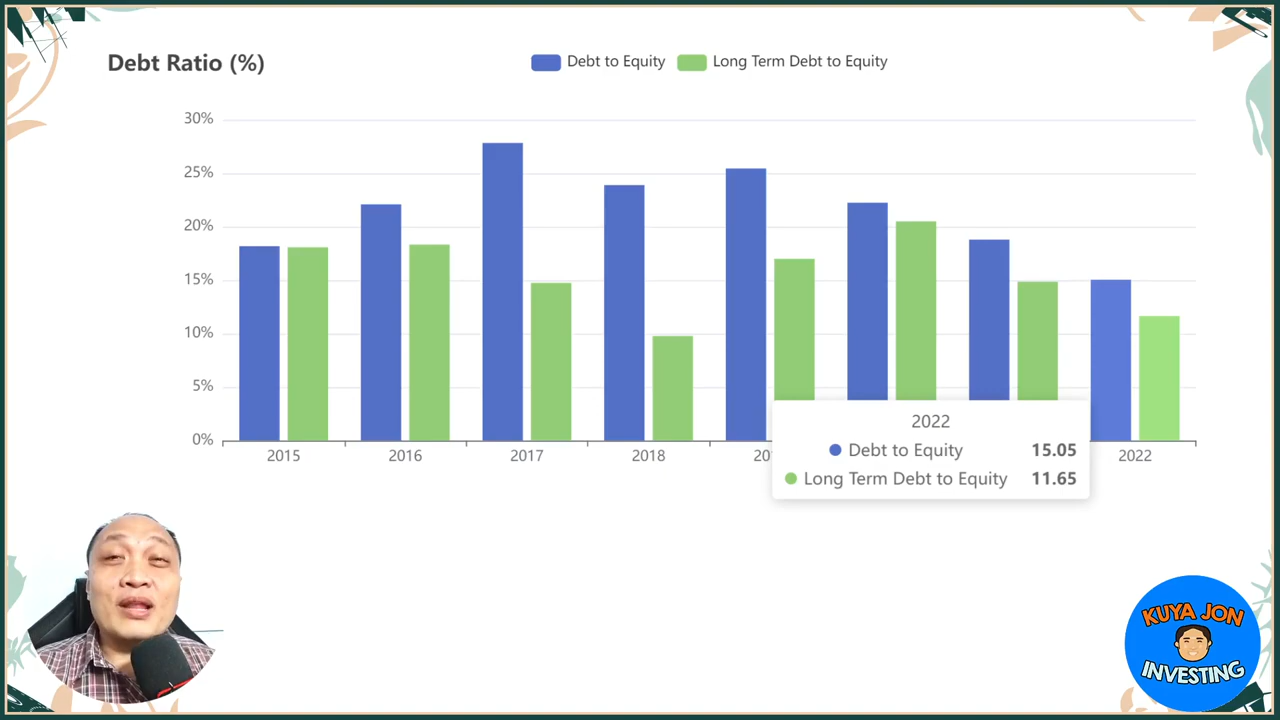 Debt Ratio (%)
Debt to Equity
Long Term Debt to Equity
30%
25%
20%
15%
10%
5%
0%
2015
2016
2017
2018
2022
2022
Debt to Equity 15.05
Long Term Debt to Equity 11.65
KUYA JON
INVESTING